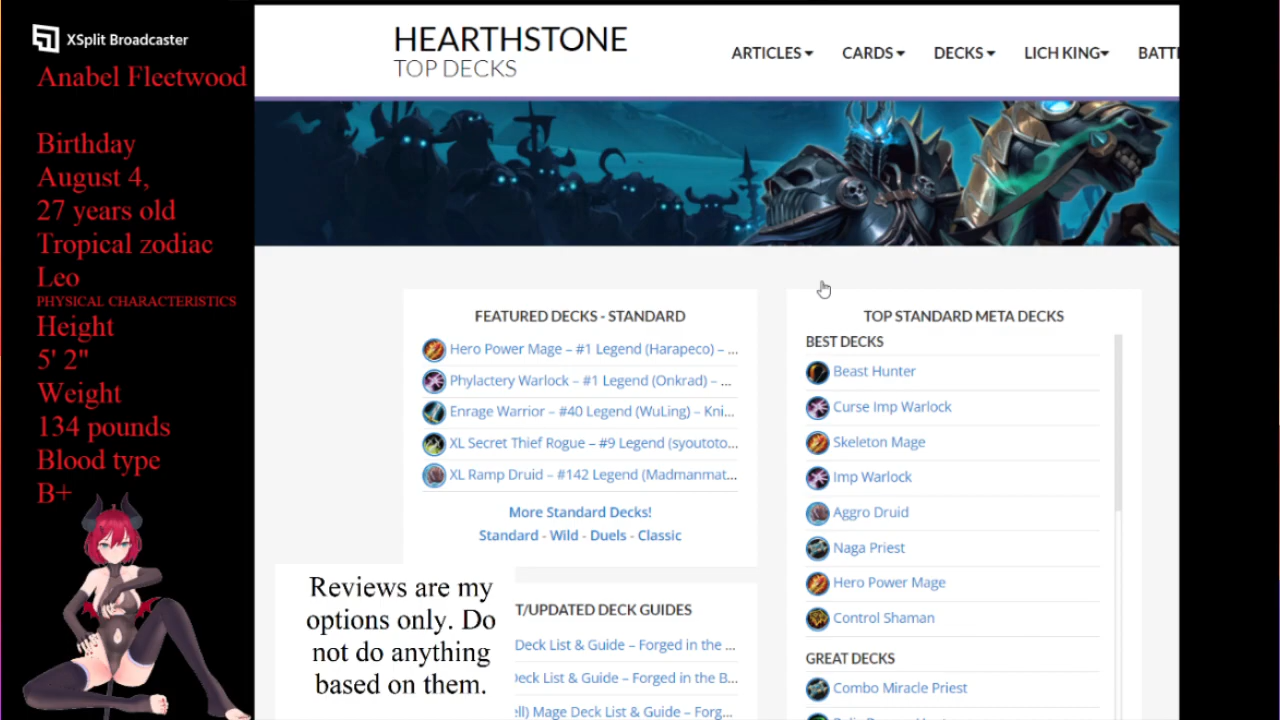 XSplit Broadcaster
Anabel Fleetwood
Birthday
August 4,
27 years old
Tropical zodiac
Leo
PHYSICAL CHARACTERISTICS
Height
5' 2"
Weight
134 pounds
Blood type
B+
HEARTHSTONE
TOP DECKS
ARTICLES
CARDS
DECKS
LICH KING
BATT
FEATURED DECKS - STANDARD
Hero Power Mage – #1 Legend (Harapeco) – ...
Phylactery Warlock – #1 Legend (Onkrad) – ...
Enrage Warrior – #40 Legend (WuLing) – Kni...
XL Secret Thief Rogue – #9 Legend (syoutoto...
XL Ramp Druid – #142 Legend (Madmanmat...
More Standard Decks!
Standard - Wild - Duels - Classic
T/UPDATED DECK GUIDES
Deck List & Guide – Forged in the ...
Deck List & Guide – Forged in the B...
ll) Mage Deck List & Guide – Forg...
Reviews are my
options only. Do
not do anything
based on them.
TOP STANDARD META DECKS
BEST DECKS
Beast Hunter
Curse Imp Warlock
Skeleton Mage
Imp Warlock
Aggro Druid
Naga Priest
Hero Power Mage
Control Shaman
GREAT DECKS
Combo Miracle Priest